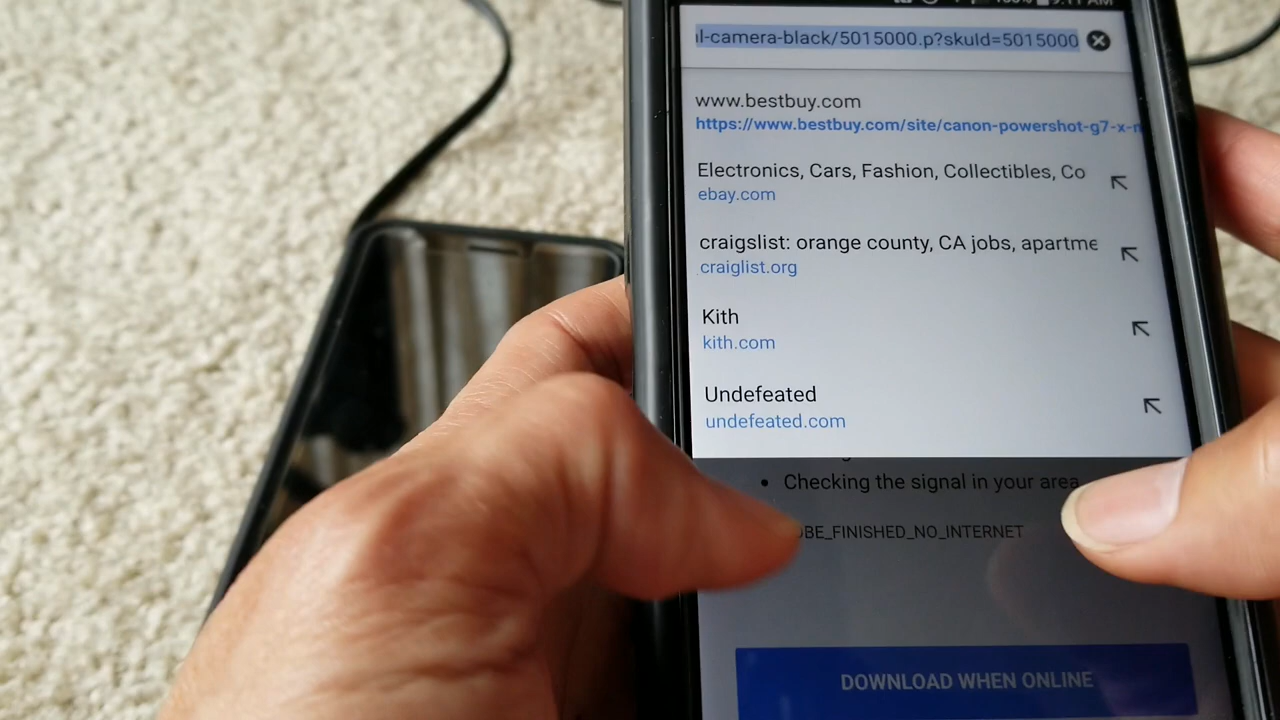 l-camera-black/5015000.p?skuId=5015000
www.bestbuy.com
https://www.bestbuy.com/site/canon-powershot-g7-x-
Electronics, Cars, Fashion, Collectibles, Co
ebay.com
craigslist: orange county, CA jobs, apartme
craiglist.org
Kith
kith.com
Undefeated
undefeated.com
• Checking the signal in your area
OBE_FINISHED_NO_INTERNET
DOWNLOAD WHEN ONLINE